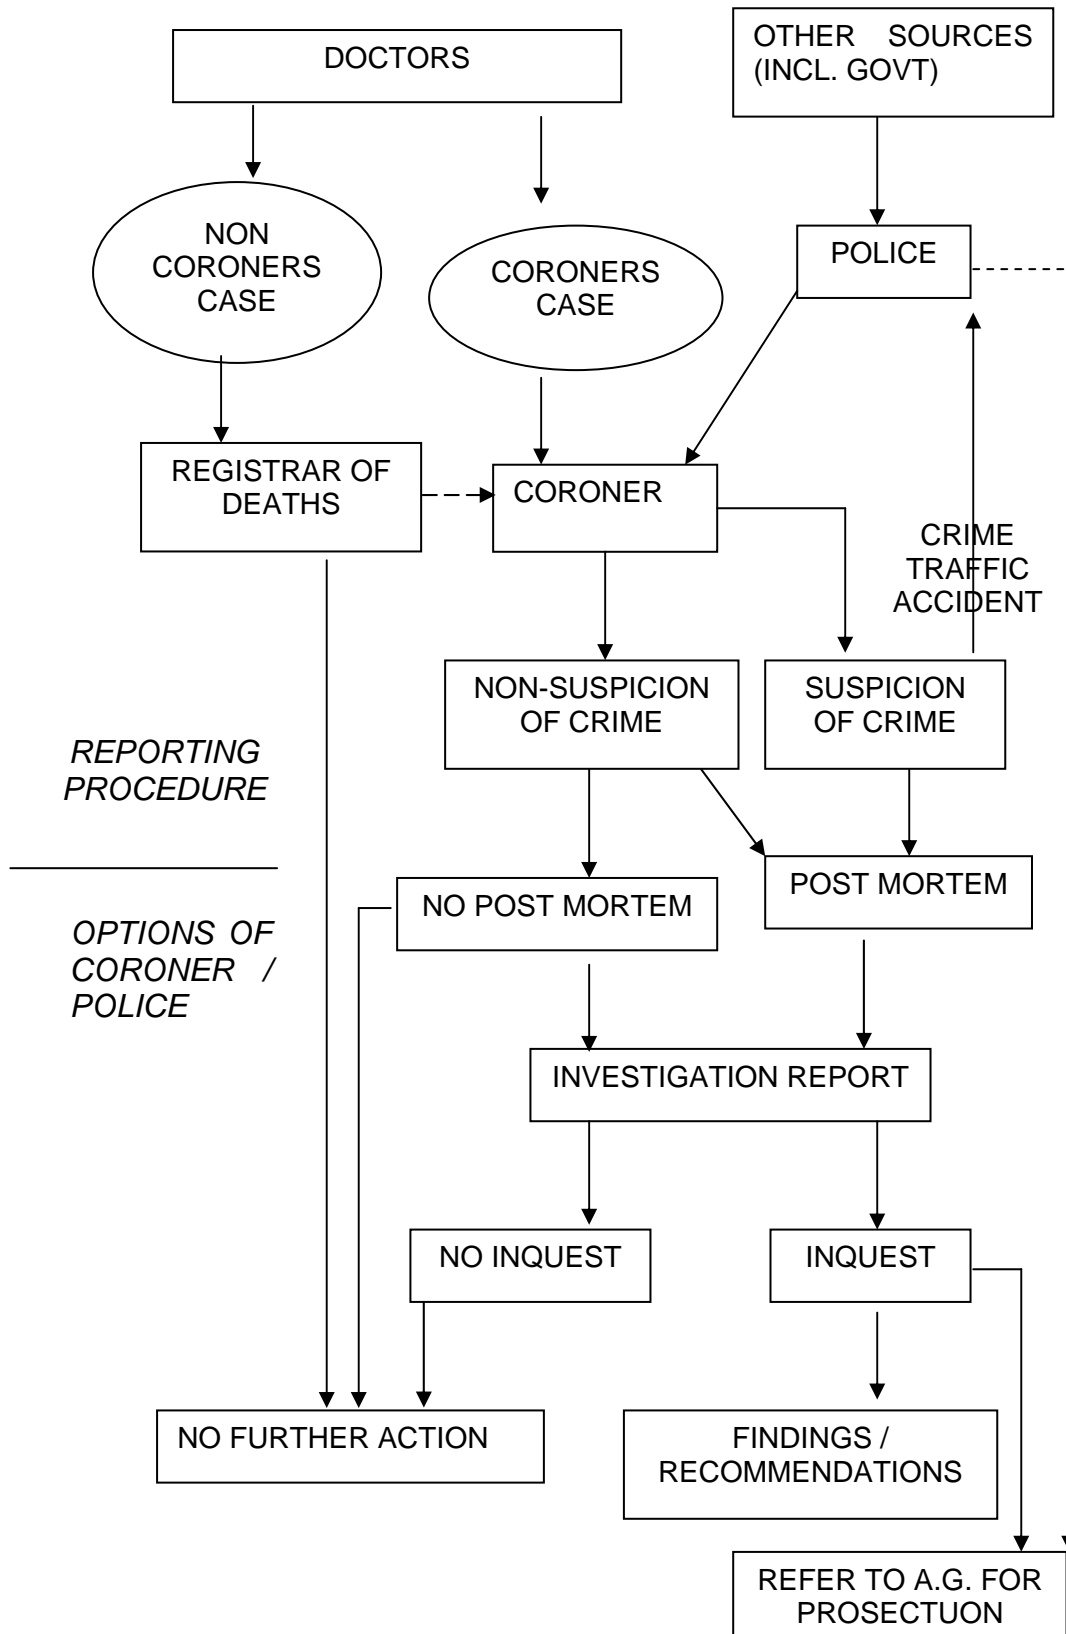 DOCTORS
OTHER SOURCES
(INCL. GOVT)
NON
CORONERS
CASE
CORONERS
CASE
POLICE
REGISTRAR OF
DEATHS
CORONER
CRIME
TRAFFIC
ACCIDENT
NON-SUSPICION
OF CRIME
SUSPICION
OF CRIME
REPORTING
PROCEDURE
NO POST MORTEM
POST MORTEM
OPTIONS OF
CORONER /
POLICE
INVESTIGATION REPORT
NO INQUEST
INQUEST
NO FURTHER ACTION
FINDINGS /
RECOMMENDATIONS
REFER TO A.G. FOR
PROSECTUON